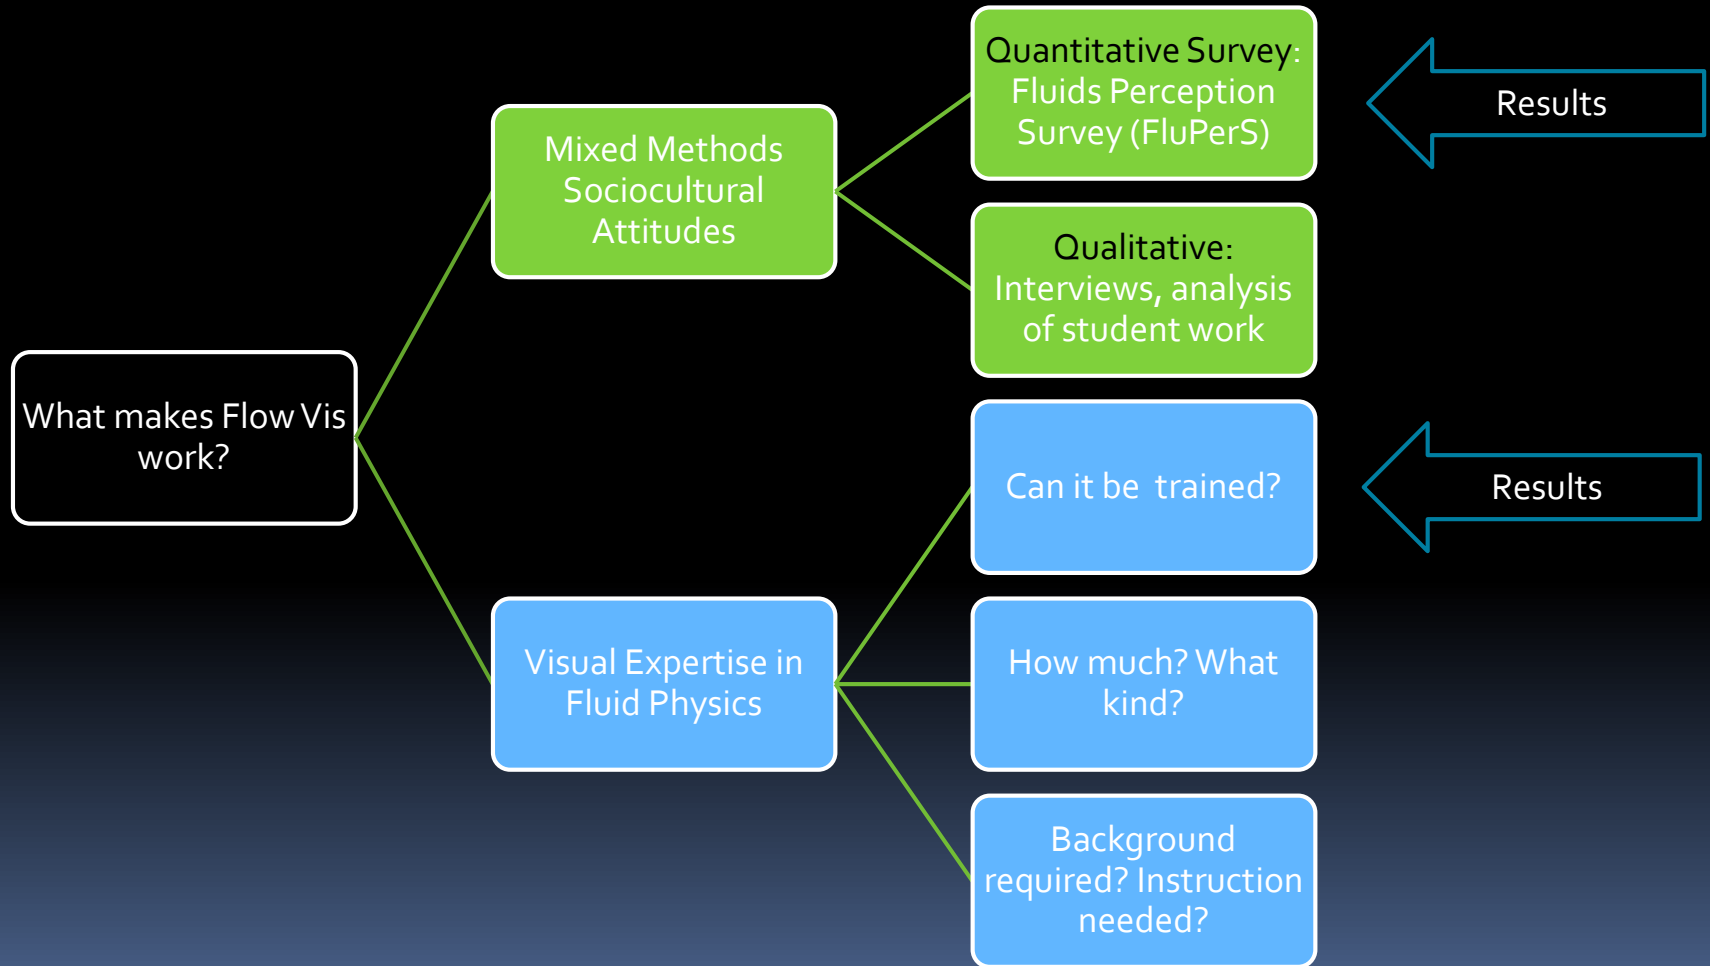 What makes Flow Vis
work?
Mixed Methods
Sociocultural
Attitudes
Quantitative Survey:
Fluids Perception
Survey (FluPerS)
Results
Qualitative:
Interviews, analysis
of student work
Visual Expertise in
Fluid Physics
Can it be trained?
Results
How much? What
kind?
Background
required? Instruction
needed?